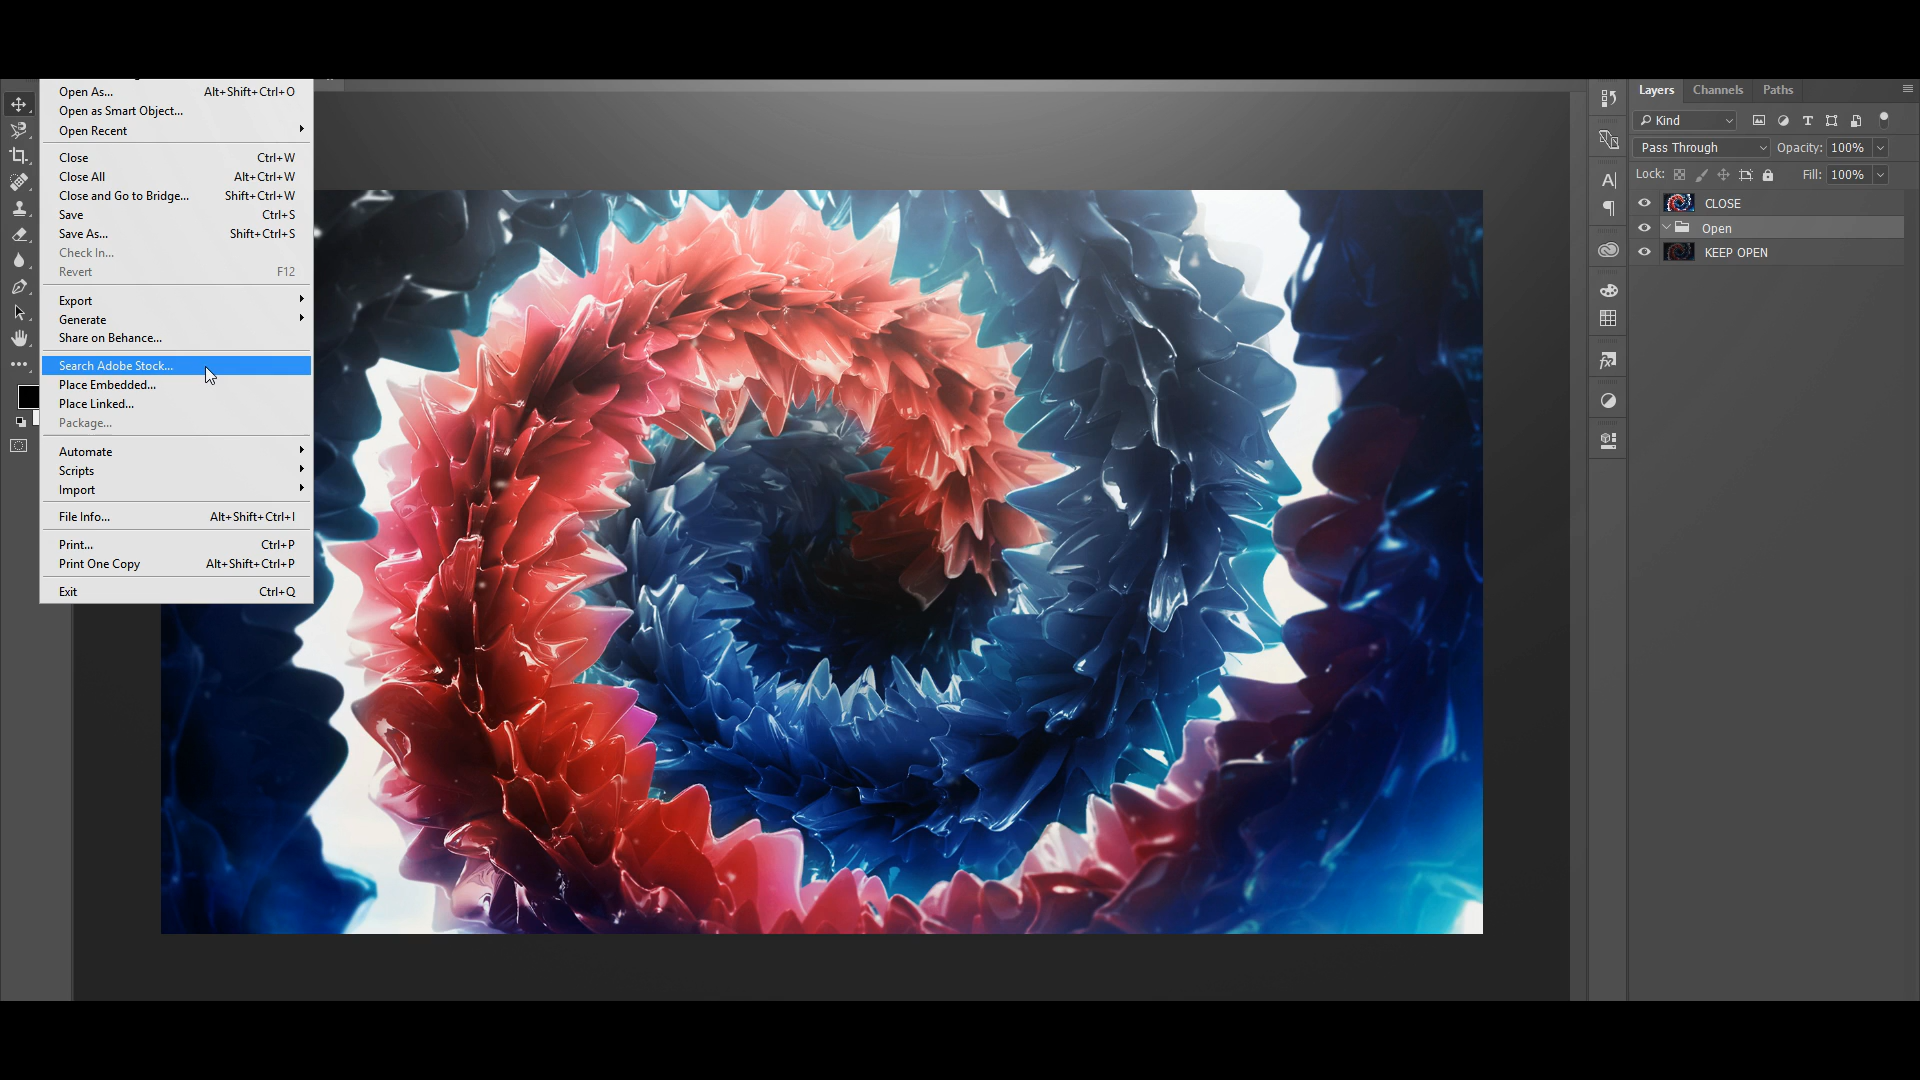 Open As... Alt+Shift+Ctrl+O
Open as Smart Object...
Open Recent
Close Ctrl+W
Close All Alt+Ctrl+W
Close and Go to Bridge... Shift+Ctrl+W
Save Ctrl+S
Save As... Shift+Ctrl+S
Check In...
Revert F12
Export
Generate
Share on Behance...
Search Adobe Stock...
Place Embedded...
Place Linked...
Package...
Automate
Scripts
Import
File Info... Alt+Shift+Ctrl+I
Print... Ctrl+P
Print One Copy Alt+Shift+Ctrl+P
Exit Ctrl+Q
Layers Channels Paths
Kind
Pass Through Opacity: 100%
Lock: Fill: 100%
CLOSE
Open
KEEP OPEN